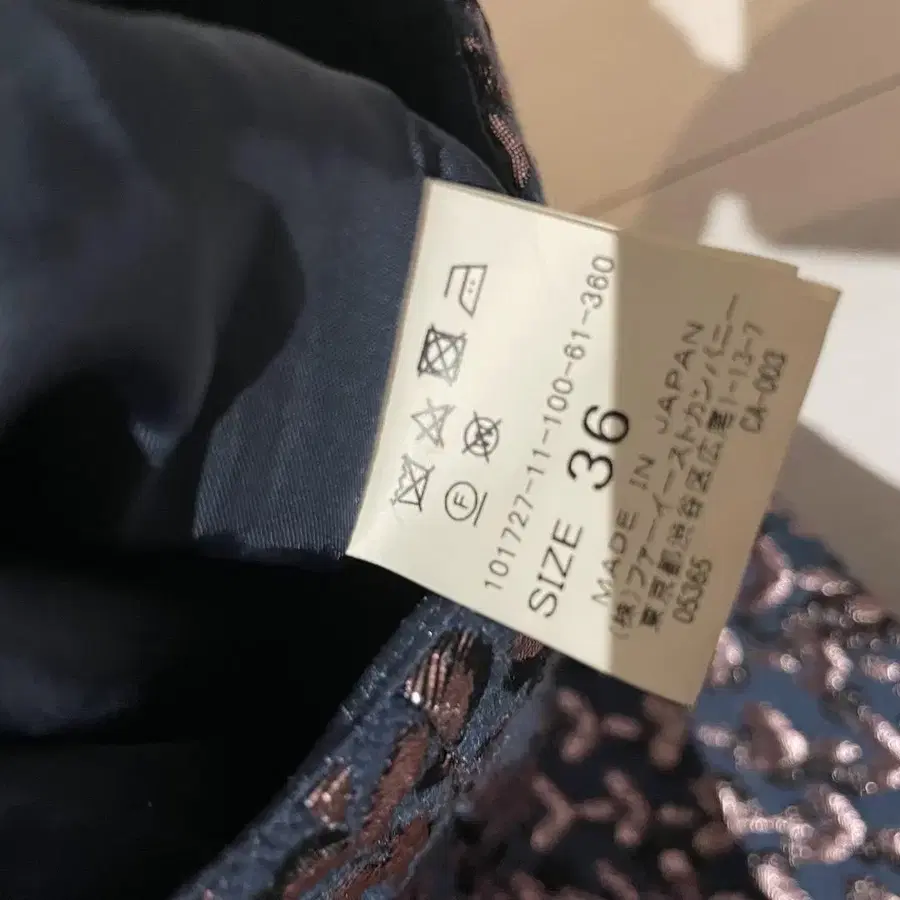 F
101727-11-100-61-360
SIZE 36
MADE IN JAPAN
(株)ファーイーストカンパニー
東京都渋谷区広尾1-13-7
05365 CA-003